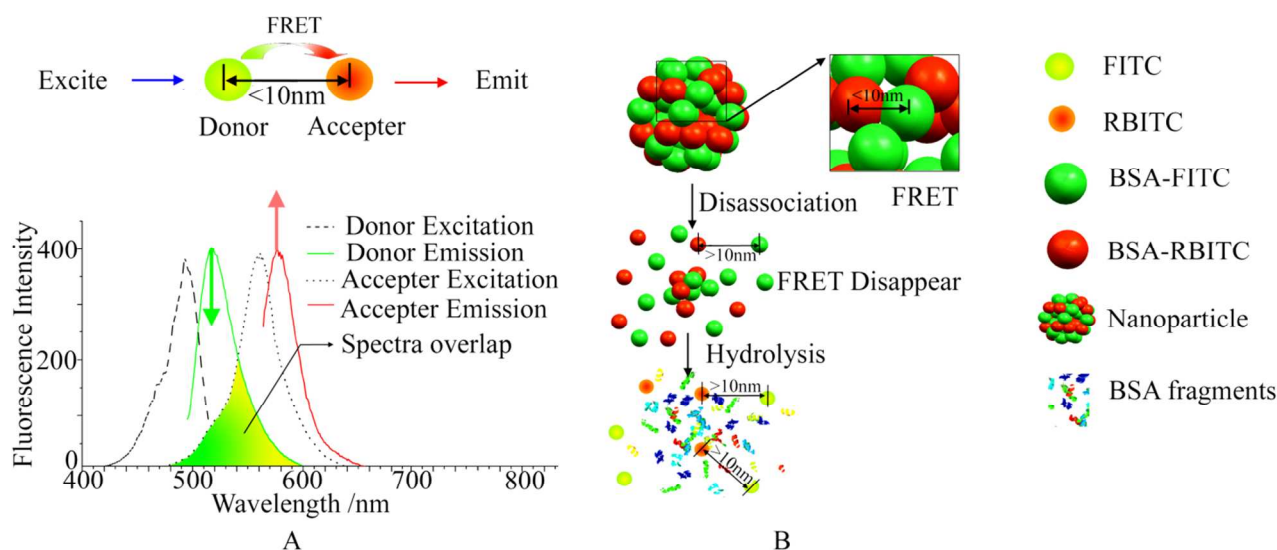 FRET
Excite
Emit
<10nm
Donor
Accepter
Fluorescence Intensity
400
200
0
400
500
600
700
800
Wavelength /nm
Donor Excitation
Donor Emission
Accepter Excitation
Accepter Emission
Spectra overlap
A
<10nm
FRET
Disassociation
>10nm
FRET Disappear
Hydrolysis
>10nm
>10nm
B
FITC
RBITC
BSA-FITC
BSA-RBITC
Nanoparticle
BSA fragments